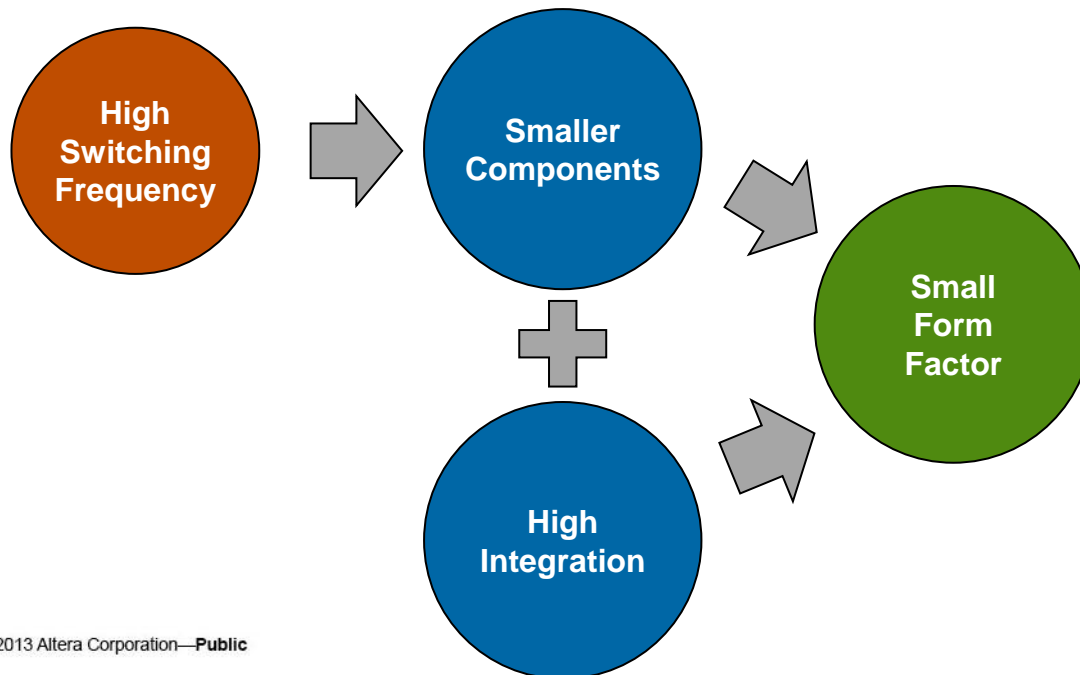 High
Switching
Frequency
Smaller
Components
Small
Form
Factor
High
Integration
2013 Altera Corporation—Public